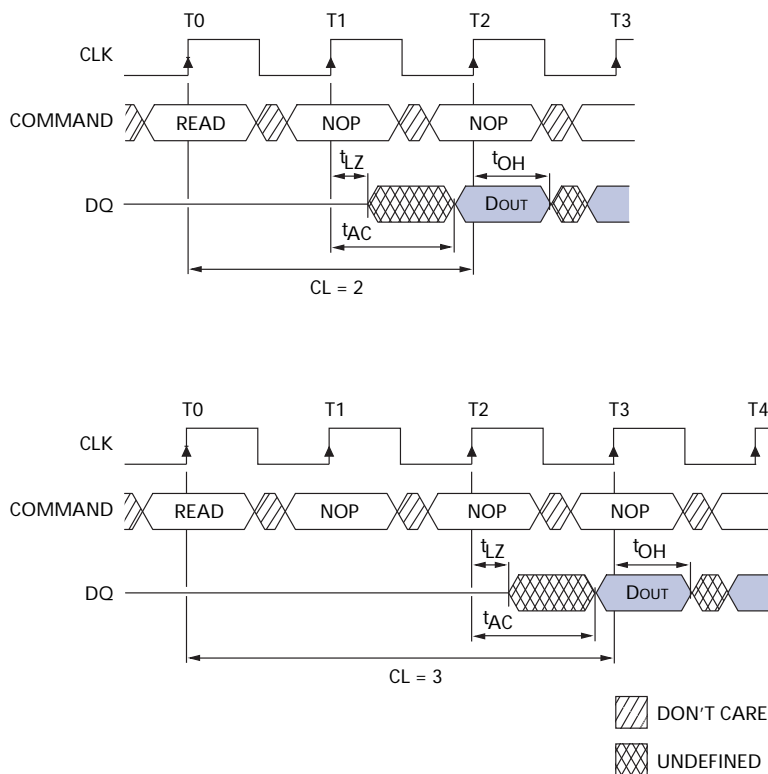 T0 T1 T2 T3
CLK
COMMAND READ NOP NOP
tLZ tOH
DQ DOUT
tAC
CL = 2
T0 T1 T2 T3 T4
CLK
COMMAND READ NOP NOP NOP
tLZ tOH
DQ DOUT
tAC
CL = 3
DON'T CARE
UNDEFINED